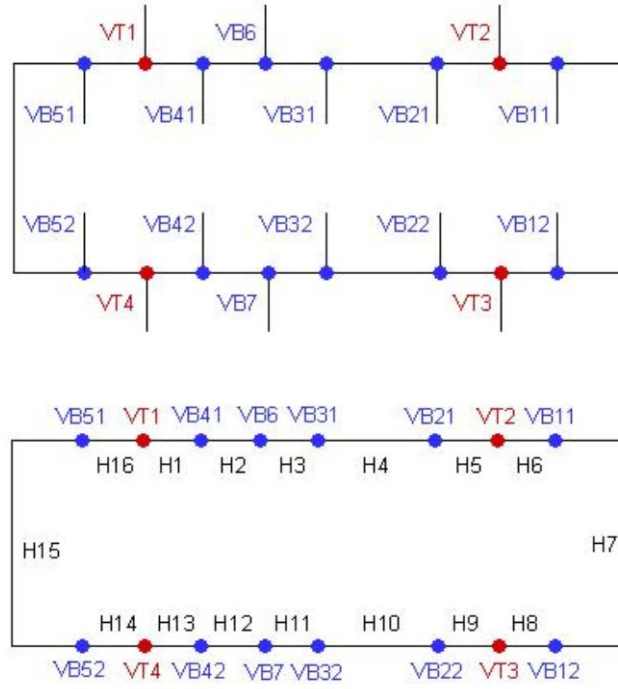 VT1 VB6 VT2
VB51 VB41 VB31 VB21 VB11
VB52 VB42 VB32 VB22 VB12
VT4 VB7 VT3
VB51 VT1 VB41 VB6 VB31 VB21 VT2 VB11
H16 H1 H2 H3 H4 H5 H6
H15 H7
H14 H13 H12 H11 H10 H9 H8
VB52 VT4 VB42 VB7 VB32 VB22 VT3 VB12